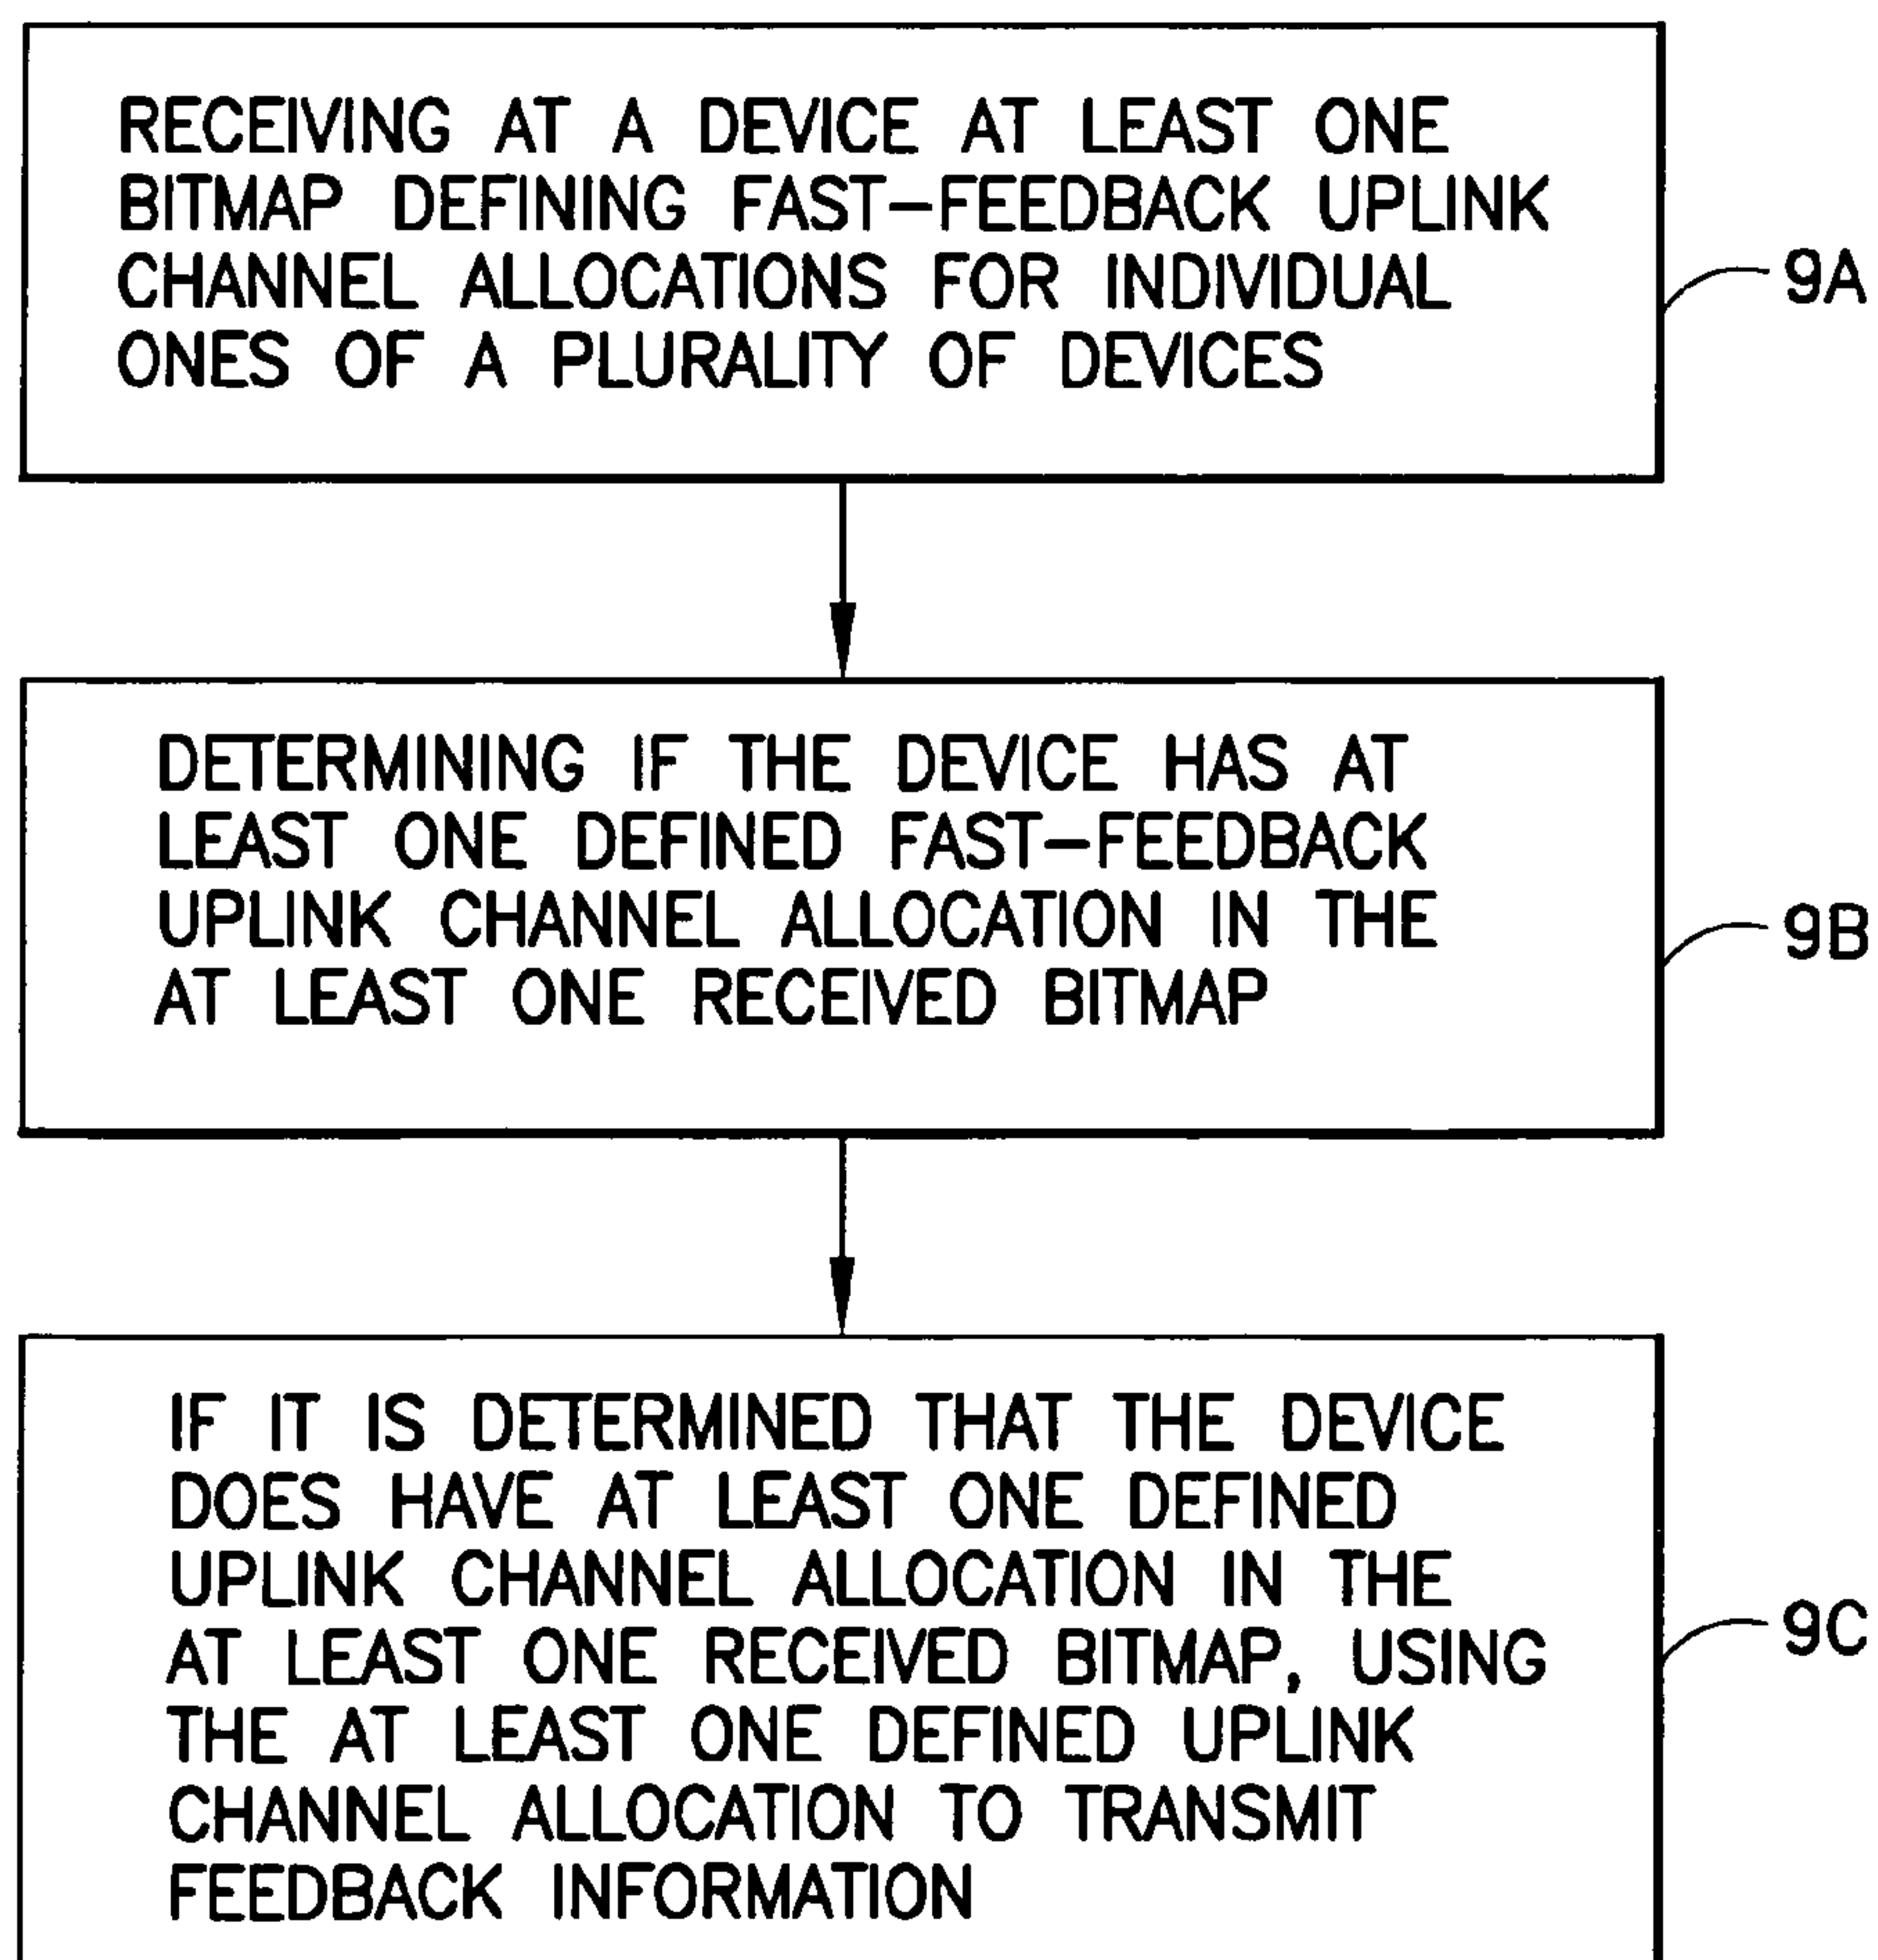 RECEIVING AT A DEVICE AT LEAST ONE
BITMAP DEFINING FAST-FEEDBACK UPLINK
CHANNEL ALLOCATIONS FOR INDIVIDUAL
ONES OF A PLURALITY OF DEVICES
9A
DETERMINING IF THE DEVICE HAS AT
LEAST ONE DEFINED FAST-FEEDBACK
UPLINK CHANNEL ALLOCATION IN THE
AT LEAST ONE RECEIVED BITMAP
9B
IF IT IS DETERMINED THAT THE DEVICE
DOES HAVE AT LEAST ONE DEFINED
UPLINK CHANNEL ALLOCATION IN THE
AT LEAST ONE RECEIVED BITMAP, USING
THE AT LEAST ONE DEFINED UPLINK
CHANNEL ALLOCATION TO TRANSMIT
FEEDBACK INFORMATION
9C